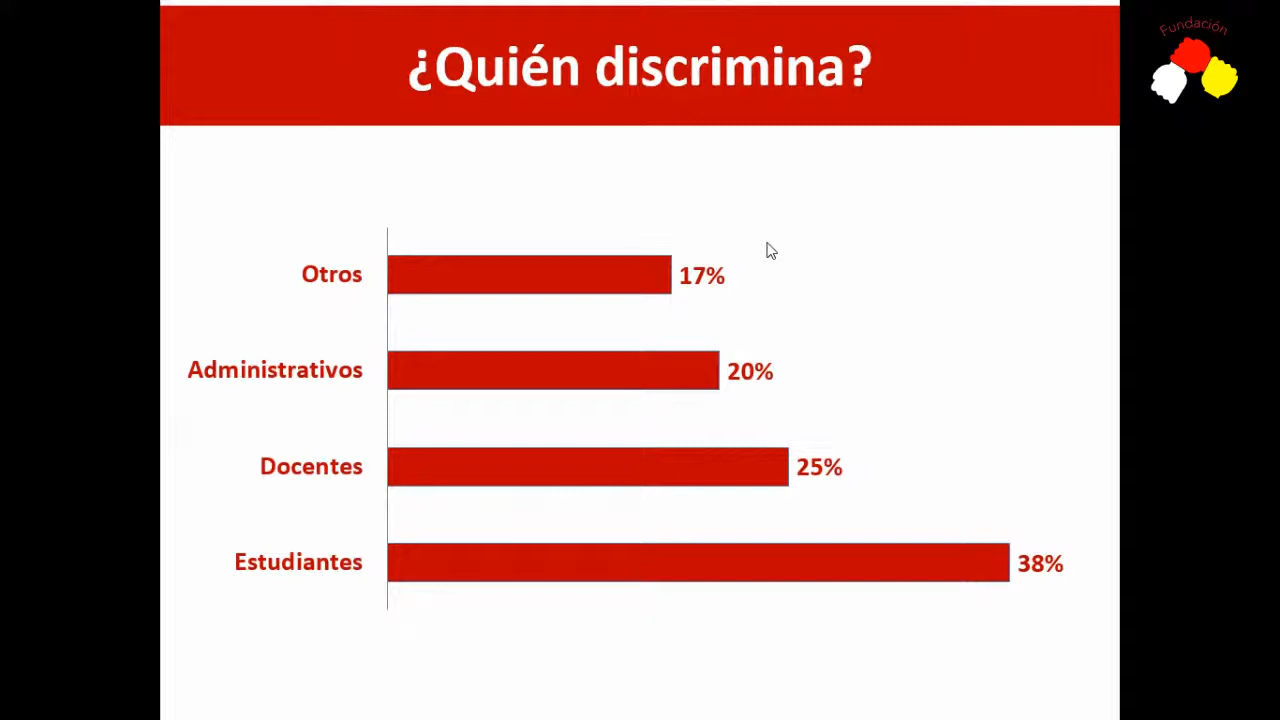 ¿Quién discrimina?
Fundación
Otros 17%
Administrativos 20%
Docentes 25%
Estudiantes 38%